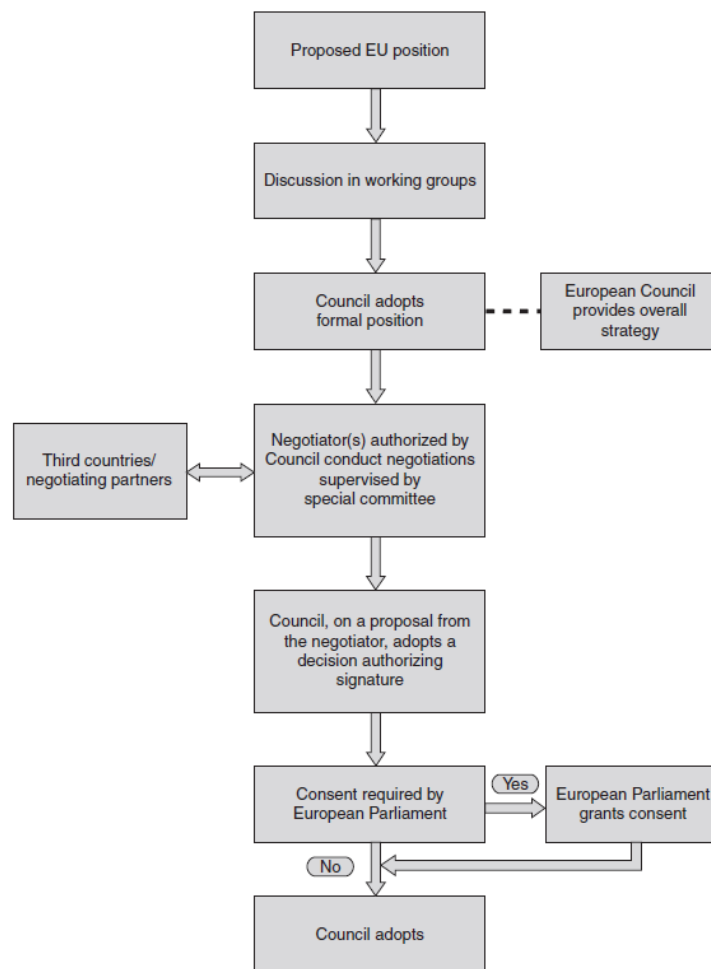 Proposed EU position
Discussion in working groups
Council adopts
formal position
European Council
provides overall
strategy
Third countries/
negotiating partners
Negotiator(s) authorized by
Council conduct negotiations
supervised by
special committee
Council, on a proposal from
the negotiator, adopts a
decision authorizing
signature
Consent required by
European Parliament
Yes
European Parliament
grants consent
No
Council adopts